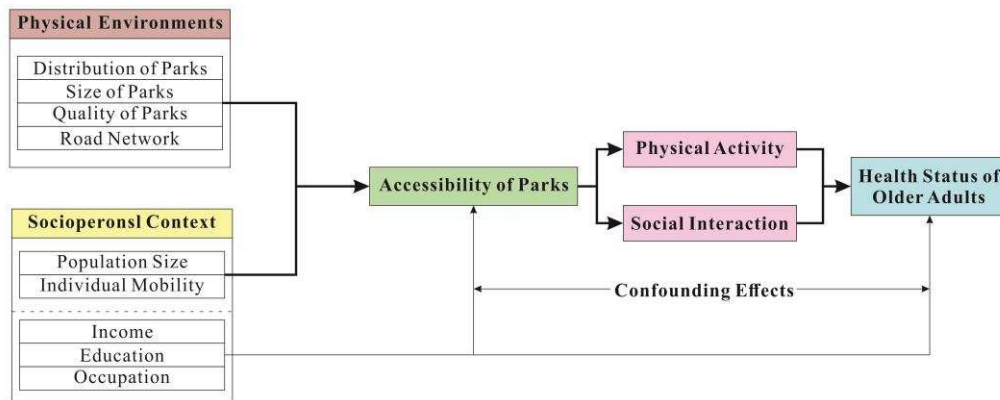 Physical Environments
Distribution of Parks
Size of Parks
Quality of Parks
Road Network
Socioperonsl Context
Population Size
Individual Mobility
Income
Education
Occupation
Accessibility of Parks
Physical Activity
Social Interaction
Health Status of
Older Adults
Confounding Effects